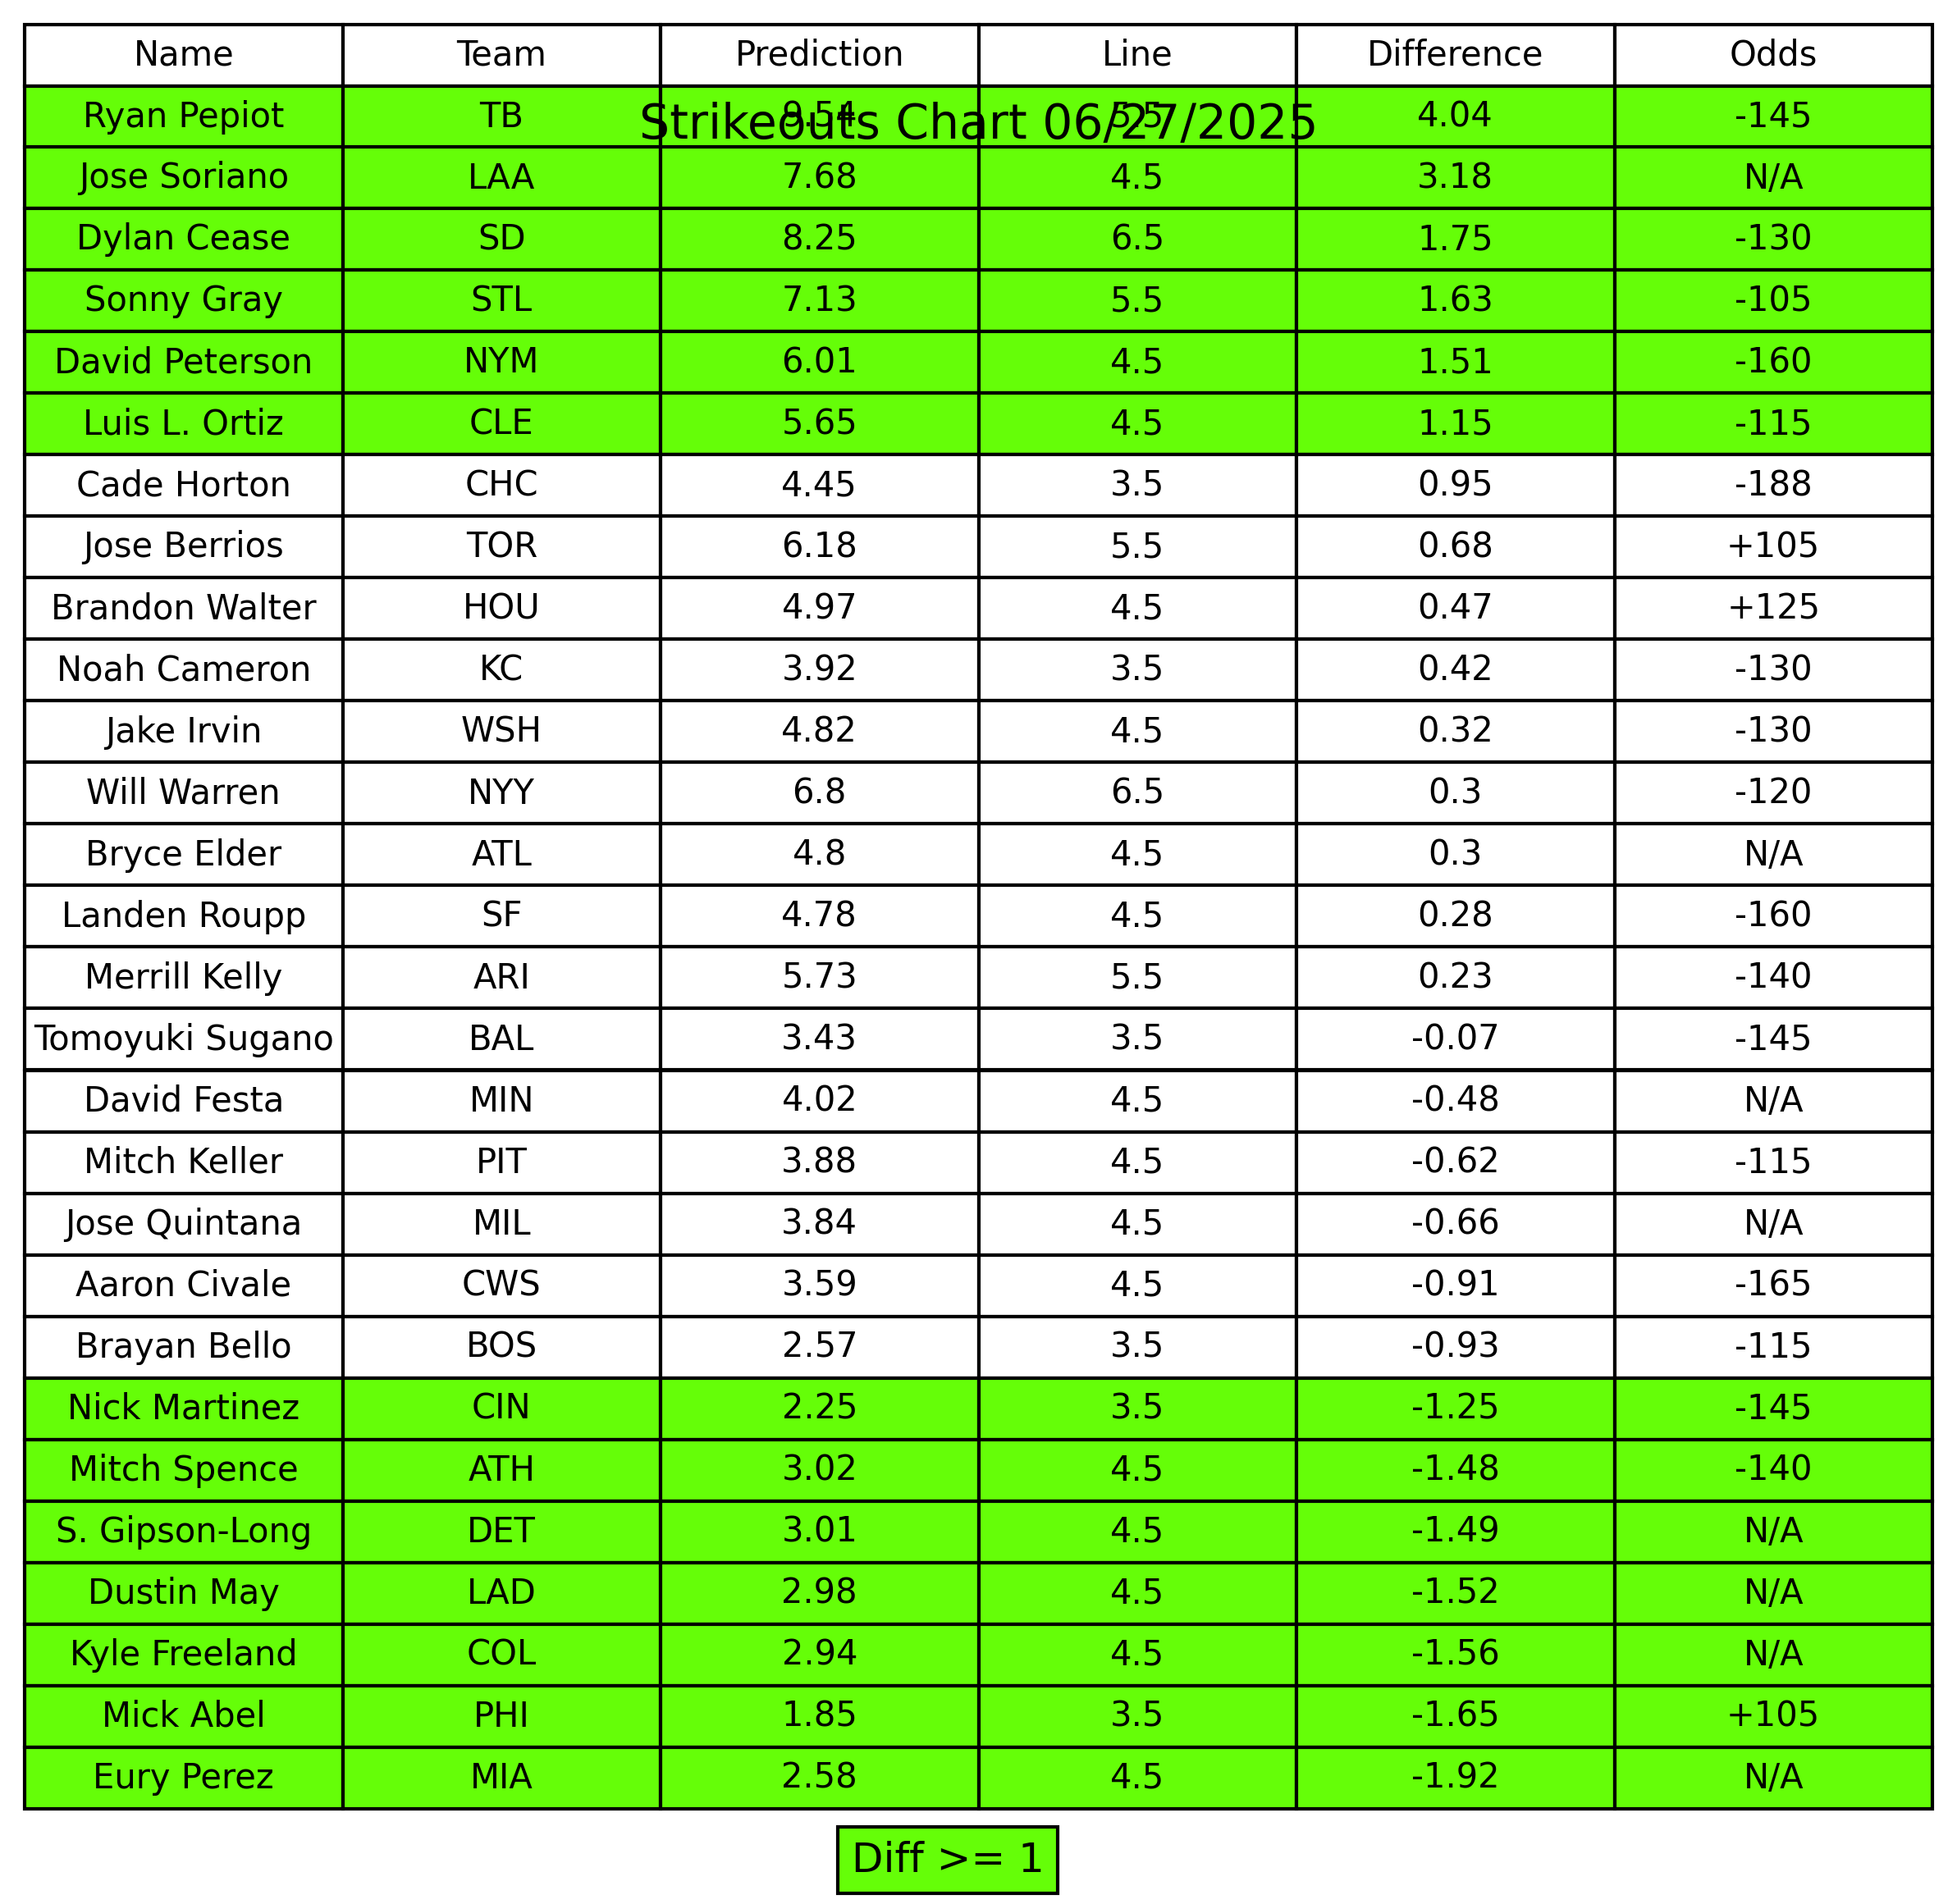 Name Team Prediction Line Difference Odds
Ryan Pepiot TB 9.54 5.5 4.04 -145
Strikeouts Chart 06/27/2025
Jose Soriano LAA 7.68 4.5 3.18 N/A
Dylan Cease SD 8.25 6.5 1.75 -130
Sonny Gray STL 7.13 5.5 1.63 -105
David Peterson NYM 6.01 4.5 1.51 -160
Luis L. Ortiz CLE 5.65 4.5 1.15 -115
Cade Horton CHC 4.45 3.5 0.95 -188
Jose Berrios TOR 6.18 5.5 0.68 +105
Brandon Walter HOU 4.97 4.5 0.47 +125
Noah Cameron KC 3.92 3.5 0.42 -130
Jake Irvin WSH 4.82 4.5 0.32 -130
Will Warren NYY 6.8 6.5 0.3 -120
Bryce Elder ATL 4.8 4.5 0.3 N/A
Landen Roupp SF 4.78 4.5 0.28 -160
Merrill Kelly ARI 5.73 5.5 0.23 -140
Tomoyuki Sugano BAL 3.43 3.5 -0.07 -145
David Festa MIN 4.02 4.5 -0.48 N/A
Mitch Keller PIT 3.88 4.5 -0.62 -115
Jose Quintana MIL 3.84 4.5 -0.66 N/A
Aaron Civale CWS 3.59 4.5 -0.91 -165
Brayan Bello BOS 2.57 3.5 -0.93 -115
Nick Martinez CIN 2.25 3.5 -1.25 -145
Mitch Spence ATH 3.02 4.5 -1.48 -140
S. Gipson-Long DET 3.01 4.5 -1.49 N/A
Dustin May LAD 2.98 4.5 -1.52 N/A
Kyle Freeland COL 2.94 4.5 -1.56 N/A
Mick Abel PHI 1.85 3.5 -1.65 +105
Eury Perez MIA 2.58 4.5 -1.92 N/A
Diff >= 1